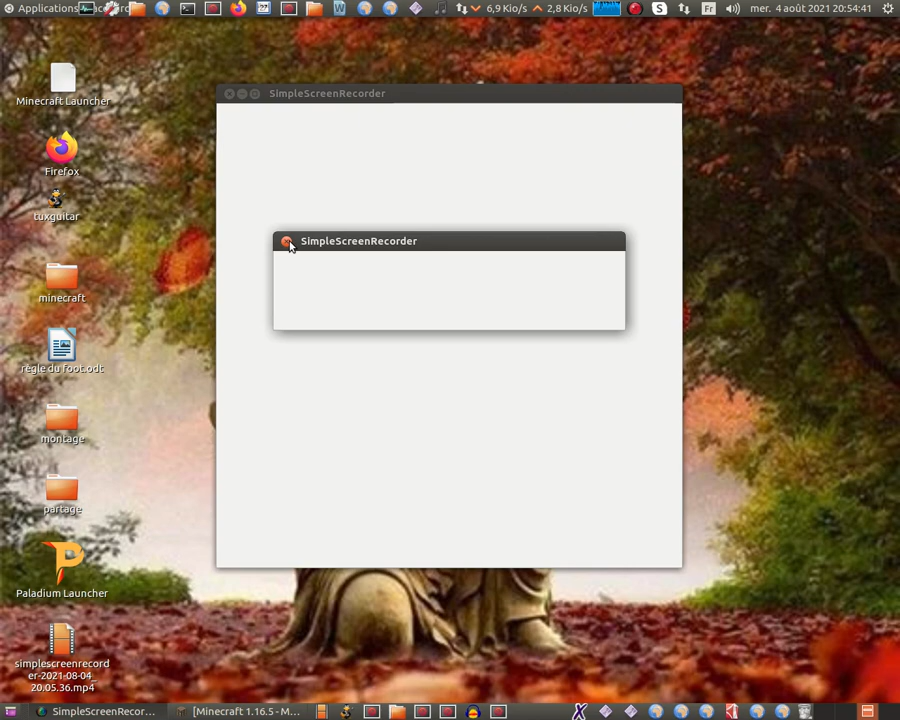 Applications
6,9 Kio/s
2,8 Kio/s
Fr
mer. 4 août 2021 20:54:41
SimpleScreenRecorder
SimpleScreenRecorder
Minecraft Launcher
Firefox
tuxguitar
minecraft
règle du foot.odt
montage
partage
Paladium Launcher
simplescreenrecord
er-2021-08-04_
20.05.36.mp4
SimpleScreenRecor...
[Minecraft 1.16.5 - M...